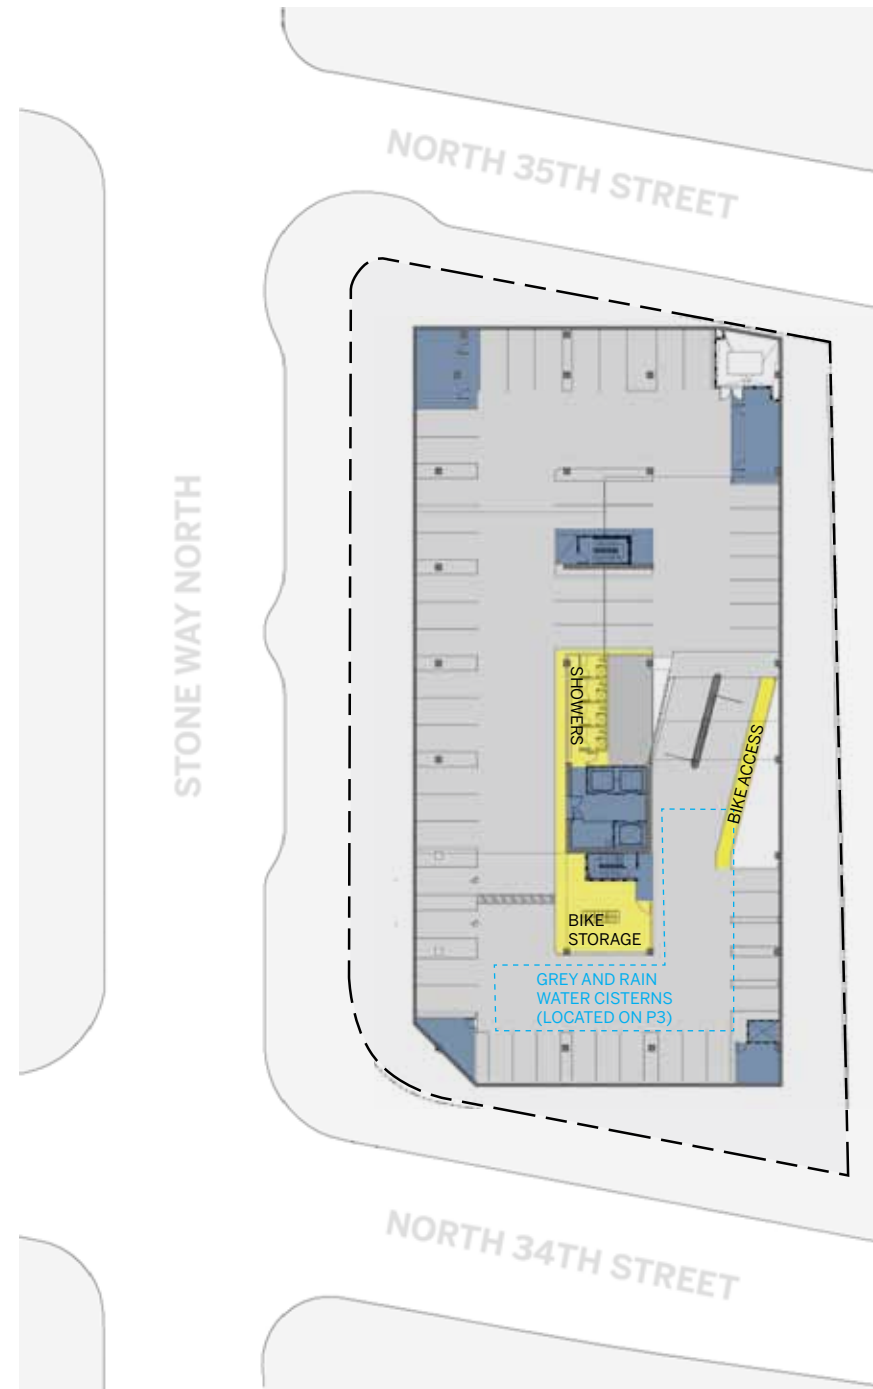 NORTH 35TH STREET
STONE WAY NORTH
SHOWERS
BIKE ACCESS
BIKE
STORAGE
GREY AND RAIN
WATER CISTERNS
(LOCATED ON P3)
NORTH 34TH STREET